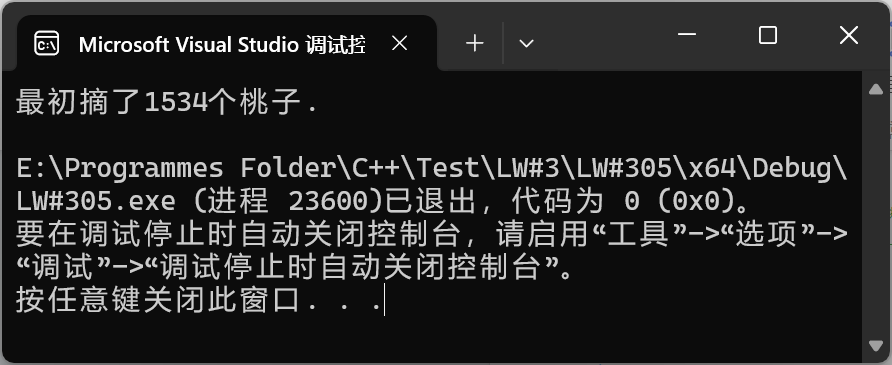 Microsoft Visual Studio 调试控
最初摘了1534个桃子.
E:\Programmes Folder\C++\Test\LW#3\LW#305\x64\Debug\
LW#305.exe (进程 23600)已退出，代码为 0 (0x0)。
要在调试停止时自动关闭控制台，请启用“工具”->“选项”->
“调试”->“调试停止时自动关闭控制台”。
按任意键关闭此窗口. . .